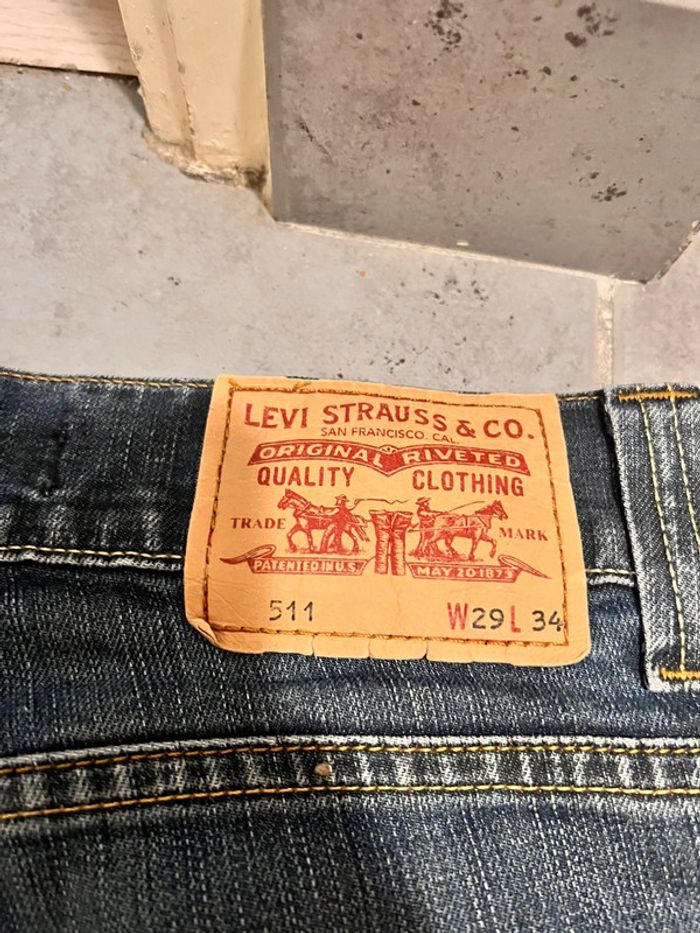 LEVI STRAUSS & CO.
SAN FRANCISCO. CAL.
ORIGINAL RIVETED
QUALITY CLOTHING
TRADE MARK
PATENTED IN U.S. MAY 20 1873
511 W29 L 34